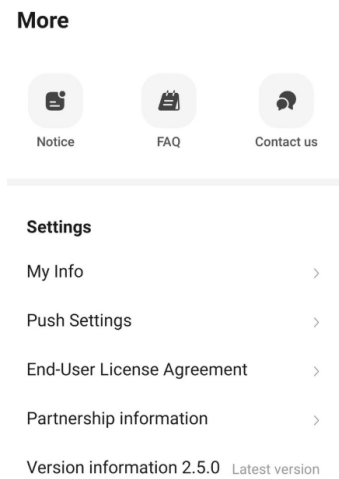 More
Notice
FAQ
Contact us
Settings
My Info
Push Settings
End-User License Agreement
Partnership information
Version information 2.5.0 Latest version